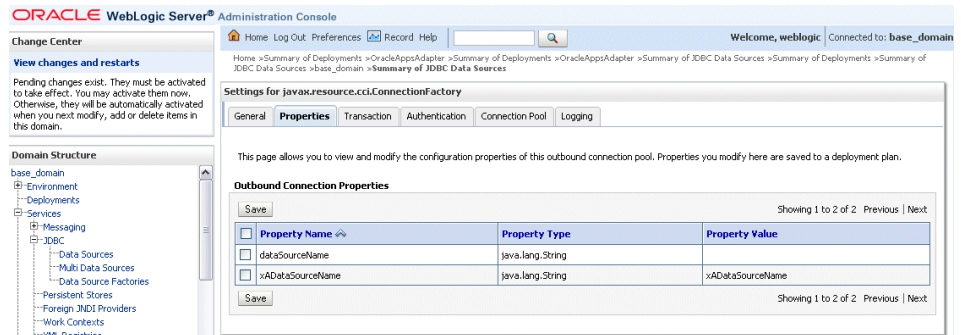 ORACLE WebLogic Server® Administration Console
Change Center
View changes and restarts
Pending changes exist. They must be activated
to take effect. You may activate them now.
Otherwise, they will be automatically activated
when you next modify, add or delete items in
this domain.
Domain Structure
base_domain
Environment
Deployments
Services
Messaging
JDBC
Data Sources
Multi Data Sources
Data Source Factories
Persistent Stores
Foreign JNDI Providers
Work Contexts
XML Registries
Home Log Out Preferences Record Help
Welcome, weblogic Connected to: base_domain
Home >Summary of Deployments >OracleAppsAdapter >Summary of Deployments >OracleAppsAdapter >Summary of JDBC Data Sources >Summary of Deployments >Summary of
JDBC Data Sources >base_domain >Summary of JDBC Data Sources
Settings for javax.resource.cci.ConnectionFactory
General Properties Transaction Authentication Connection Pool Logging
This page allows you to view and modify the configuration properties of this outbound connection pool. Properties you modify here are saved to a deployment plan.
Outbound Connection Properties
Save Showing 1 to 2 of 2 Previous | Next
Property Name Property Type Property Value
dataSourceName java.lang.String
xADataSourceName java.lang.String xADataSourceName
Save Showing 1 to 2 of 2 Previous | Next